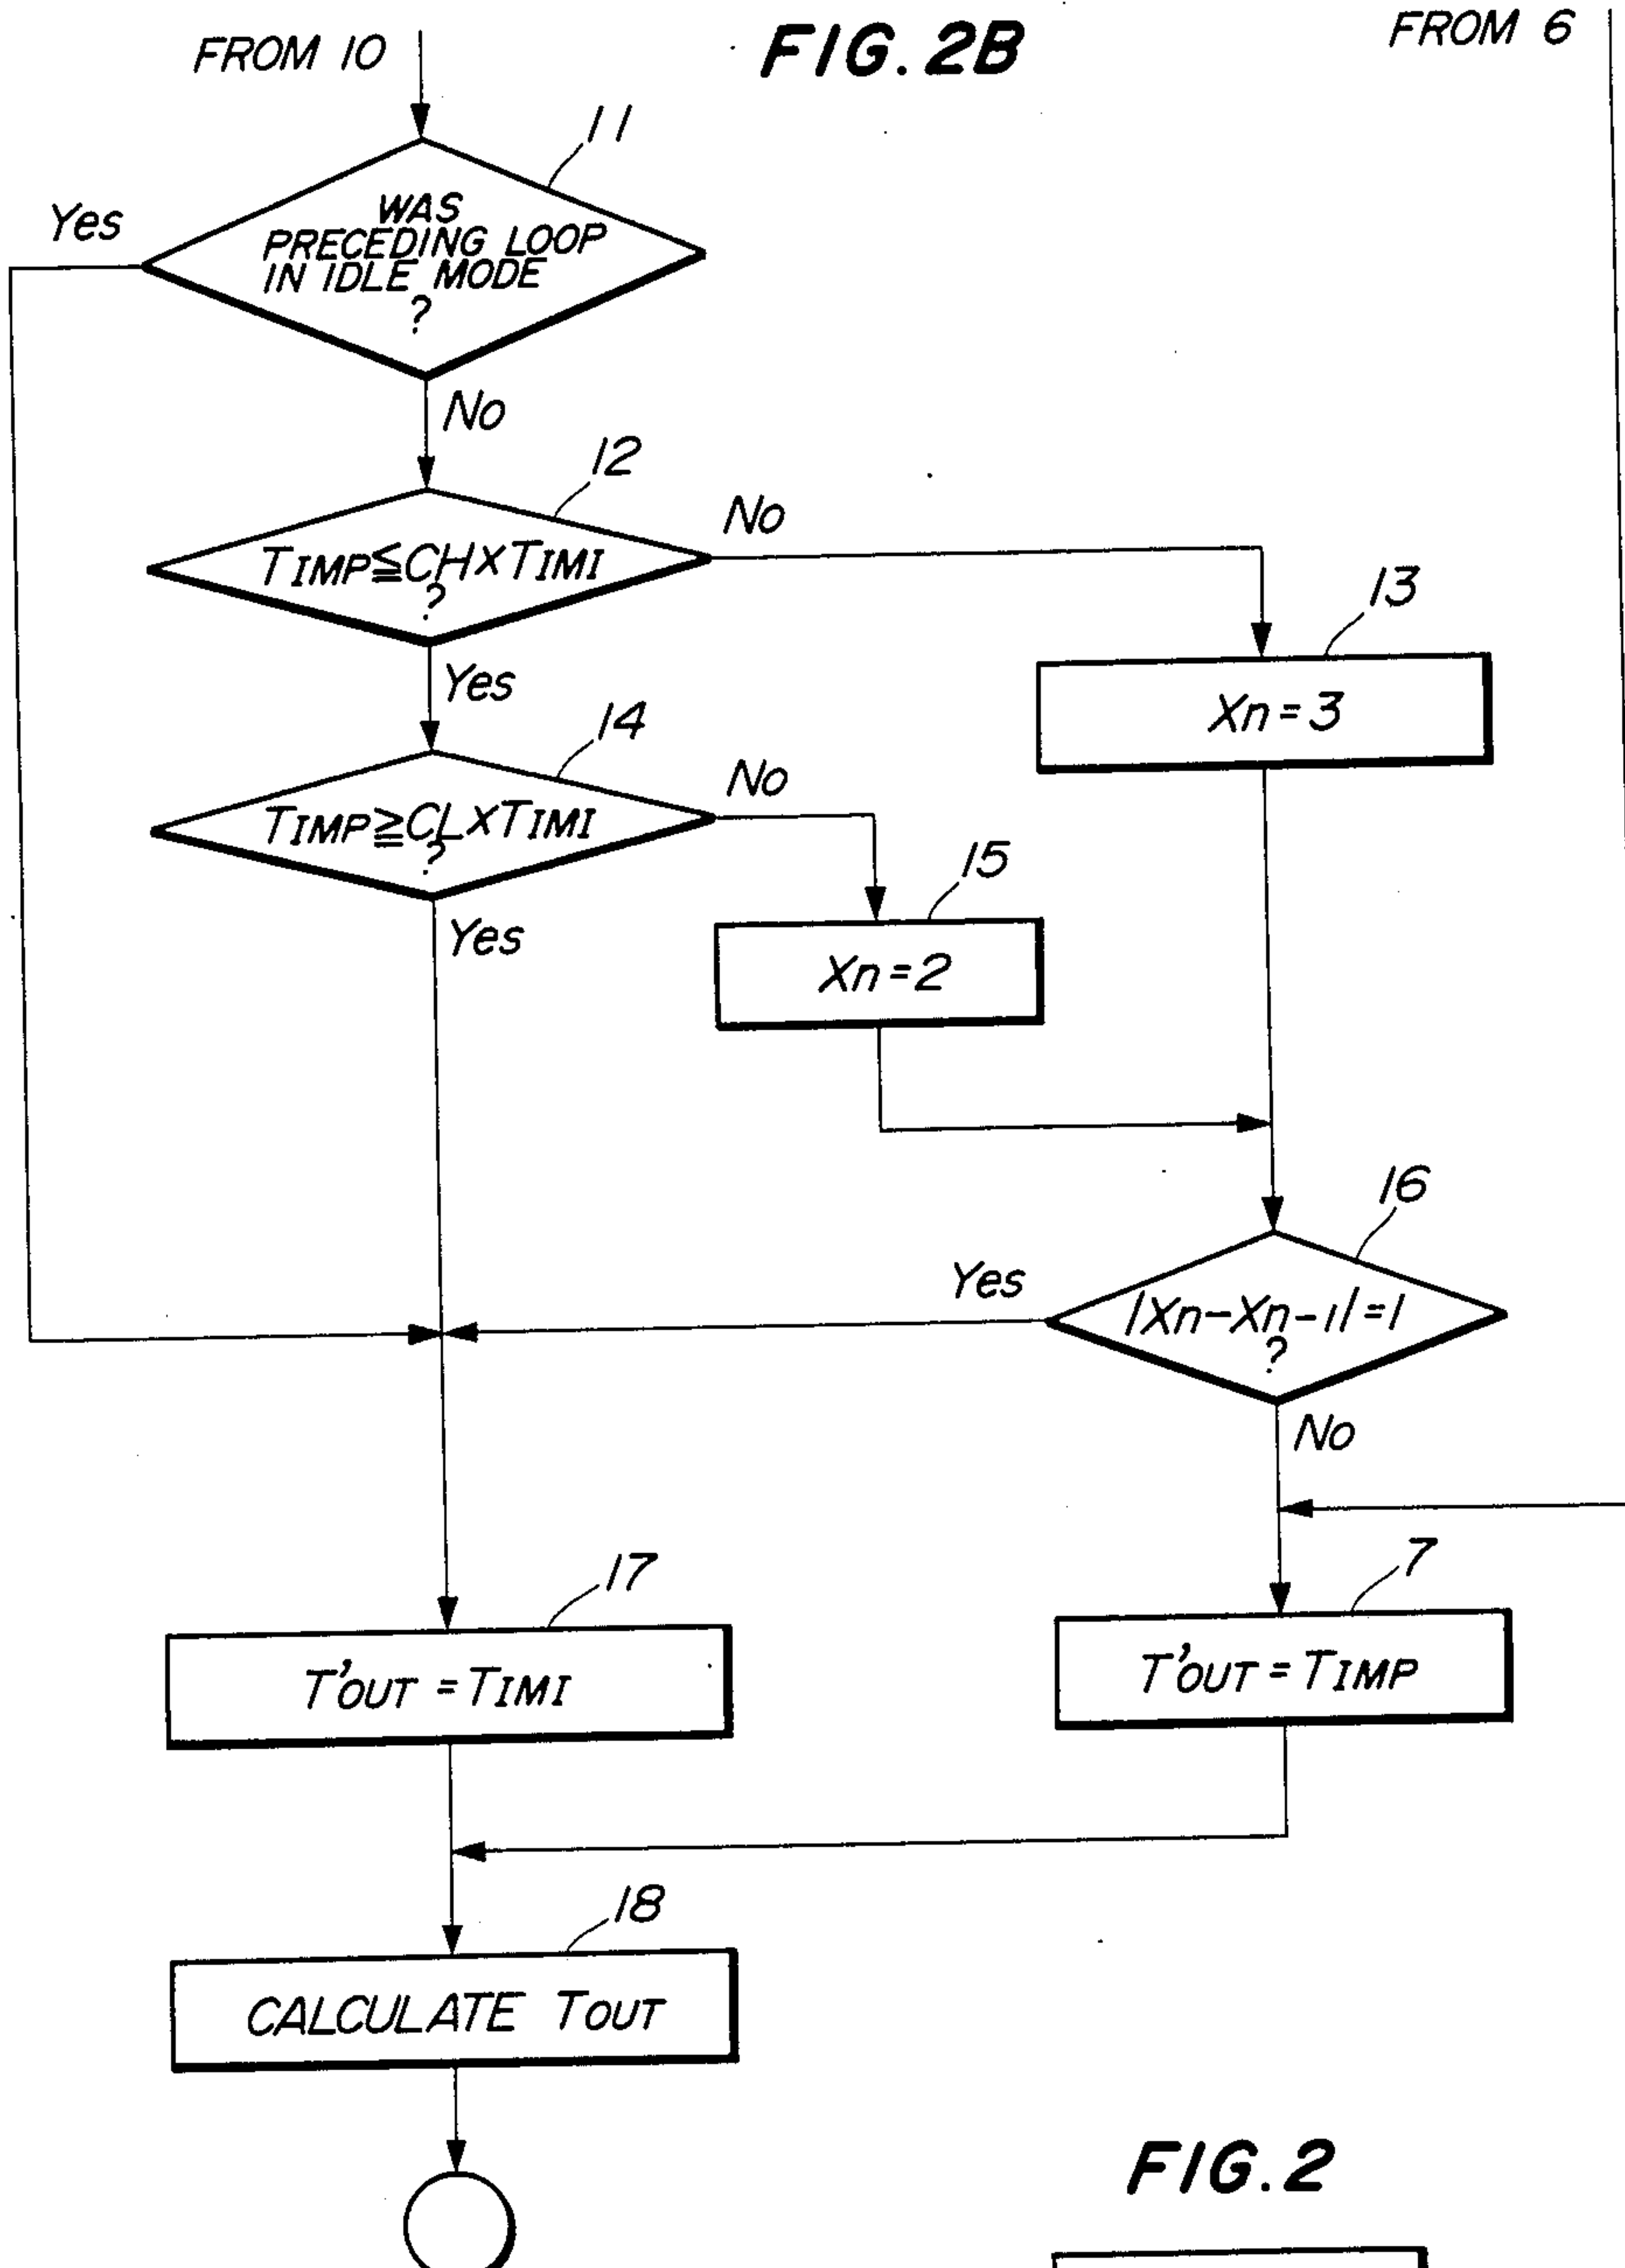 FROM 10
FIG. 2B
FROM 6
11
Yes
WAS
PRECEDING LOOP
IN IDLE MODE
?
No
12
No
TIMP≦CH×TIMI
?
13
Xn=3
Yes
14
No
TIMP≧CL×TIMI
?
15
Xn=2
Yes
16
Yes
|Xn-Xn-1|=1
?
No
17
7
T'OUT=TIMI
T'OUT=TIMP
18
CALCULATE TOUT
FIG. 2